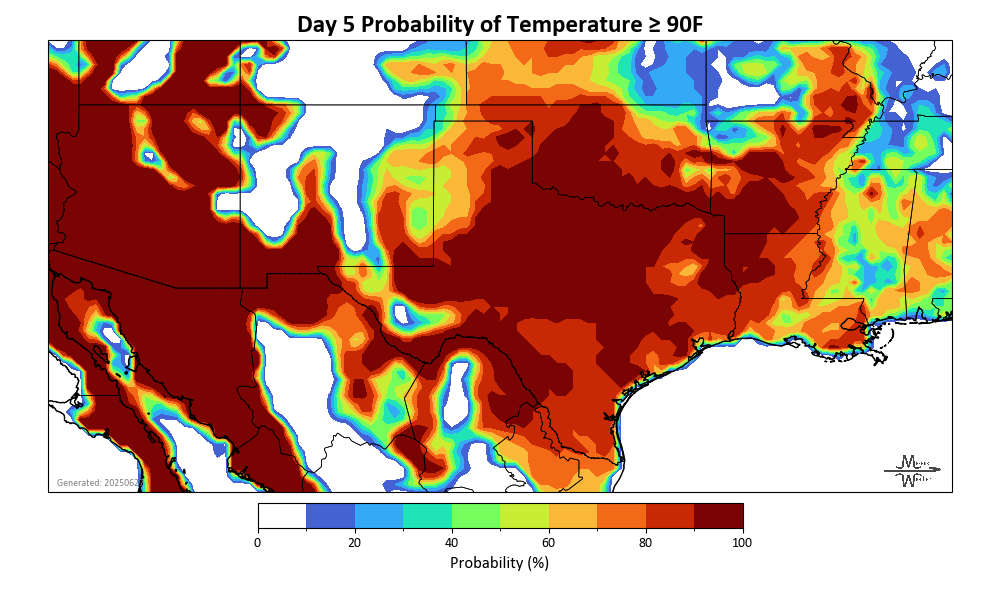 Day 5 Probability of Temperature ≥ 90F
Generated: 2025062
0 20 40 60 80 100
Probability (%)